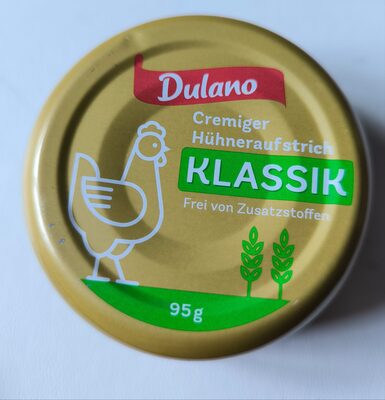 Dulano
Cremiger
Hühneraufstrich
KLASSIK
Frei von Zusatzstoffen
95g